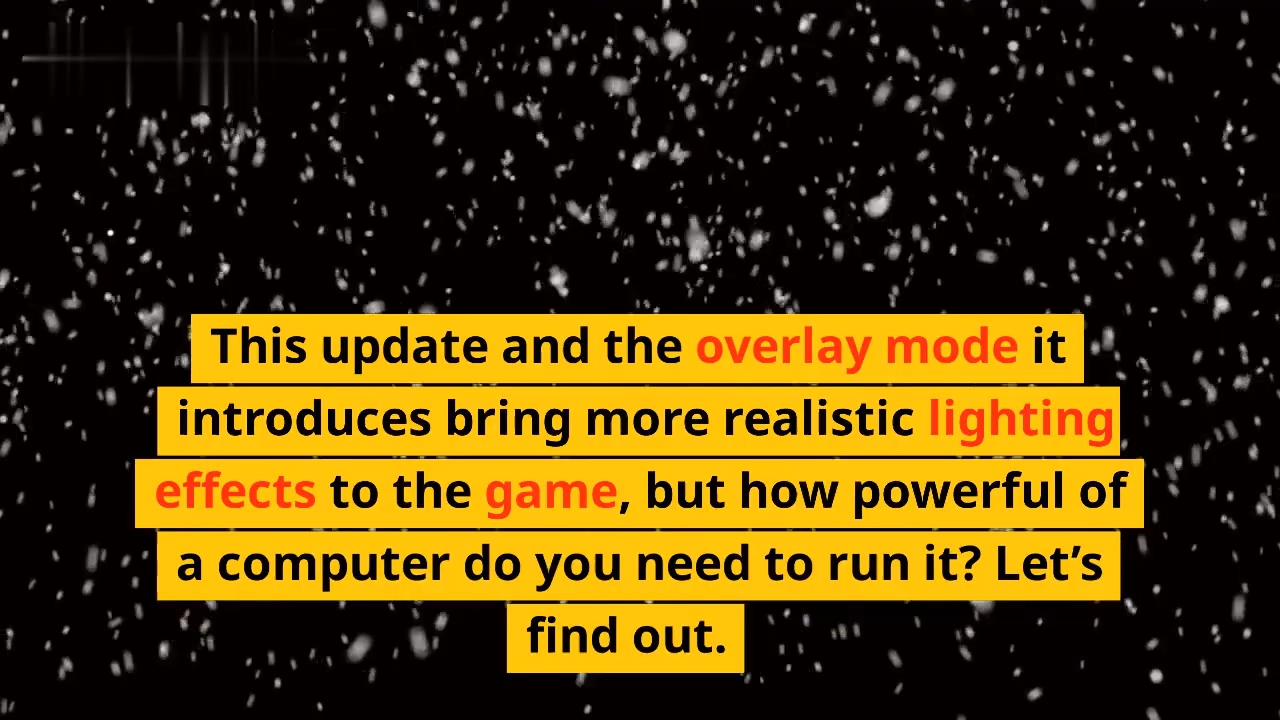 This update and the overlay mode it
introduces bring more realistic lighting
effects to the game, but how powerful of
a computer do you need to run it? Let’s
find out.